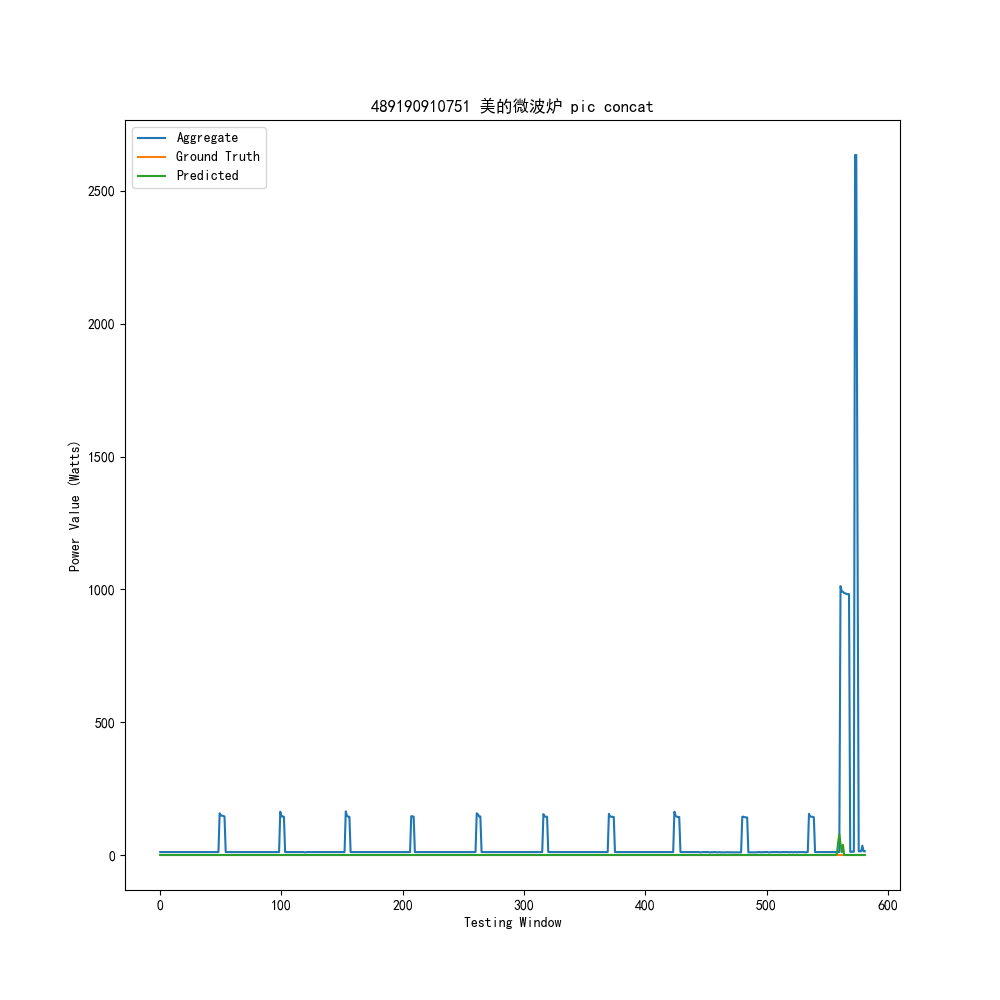 489190910751 美的微波炉 pic concat
Aggregate
Ground Truth
Predicted
2500
2000
1500
1000
500
0
Power Value (Watts)
0 100 200 300 400 500 600
Testing Window